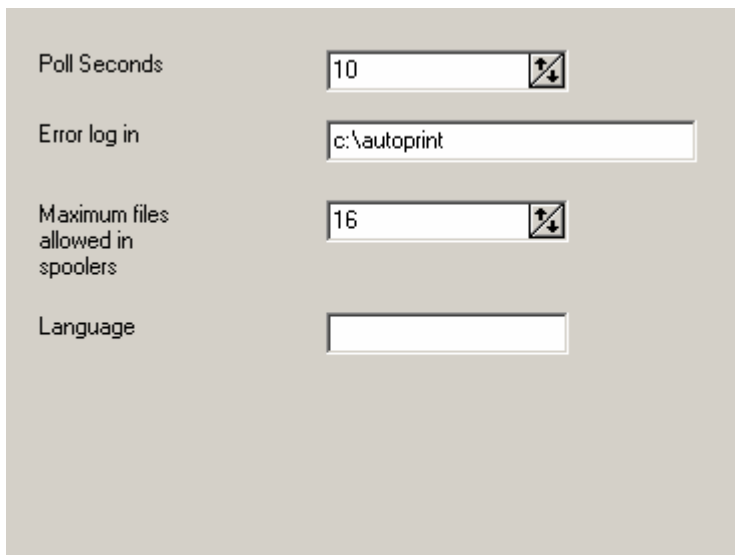 Poll Seconds 10
Error log in c:\autoprint
Maximum files 16
allowed in
spoolers
Language